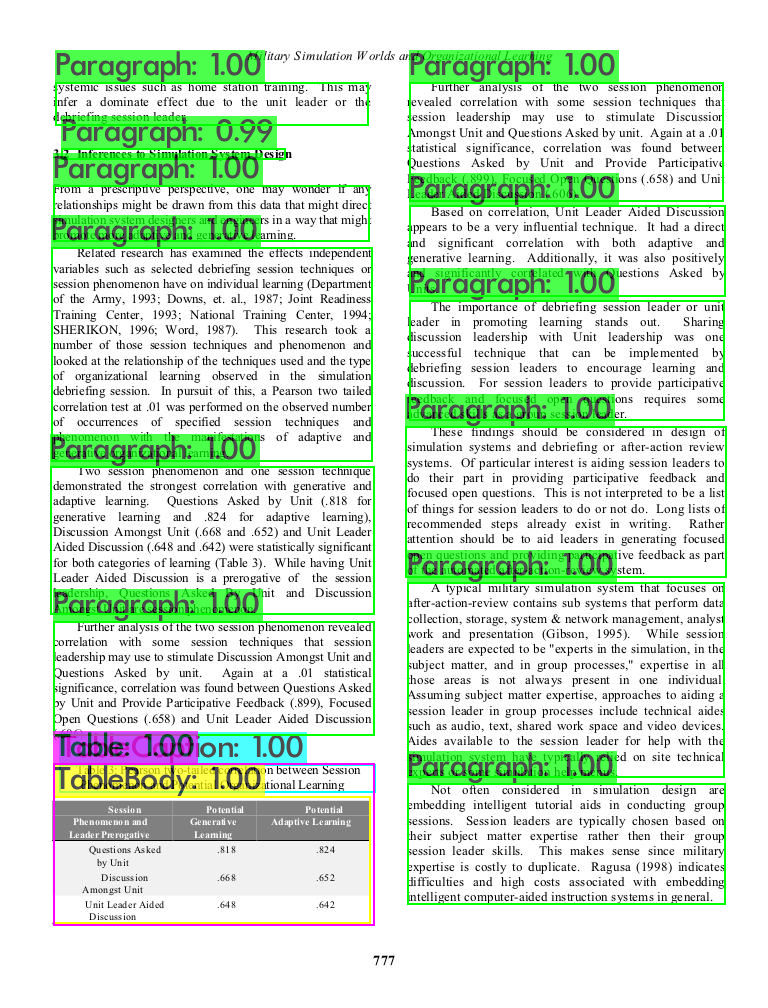 Military Simulation Worlds and Organizational Learning
Paragraph: 1.00
systemic issues such as home station training. This may
infer a dominate effect due to the unit leader or the
debriefing session leader.
Paragraph: 0.99
3.2 Inferences to Simulation System Design
Paragraph: 1.00
From a prescriptive perspective, one may wonder if any
relationships might be drawn from this data that might direct
simulation system designers and engineers in a way that might
learning.
Paragraph: 1.00
Related research has examined the effects independent
variables such as selected debriefing session techniques or
session phenomenon have on individual learning (Department
of the Army, 1993; Downs, et. al., 1987; Joint Readiness
Training Center, 1993; National Training Center, 1994;
SHERIKON, 1996; Word, 1987). This research took a
number of those session techniques and phenomenon and
looked at the relationship of the techniques used and the type
of organizational learning observed in the simulation
debriefing session. In pursuit of this, a Pearson two tailed
correlation test at .01 was performed on the observed number
of occurrences of specified session techniques and
phenomenon with the manifestations of adaptive and
Paragraph: 1.00
Two session phenomenon and one session technique
demonstrated the strongest correlation with generative and
adaptive learning. Questions Asked by Unit (.818 for
generative learning and .824 for adaptive learning),
Discussion Amongst Unit (.668 and .652) and Unit Leader
Aided Discussion (.648 and .642) were statistically significant
for both categories of learning (Table 3). While having Unit
Leader Aided Discussion is a prerogative of the session
leadership, Questions Asked By Unit and Discussion
Paragraph: 1.00
Further analysis of the two session phenomenon revealed
correlation with some session techniques that session
leadership may use to stimulate Discussion Amongst Unit and
Questions Asked by unit. Again at a .01 statistical
significance, correlation was found between Questions Asked
by Unit and Provide Participative Feedback (.899), Focused
Open Questions (.658) and Unit Leader Aided Discussion
Table: 1.00
ion: 1.00
between Session
TableBody: 1.00
Learning
Session Phenomenon and Leader Prerogative Potential Generative Learning Potential Adaptive Learning
Questions Asked by Unit .818 .824
Discussion Amongst Unit .668 .652
Unit Leader Aided Discussion .648 .642
Paragraph: 1.00
Further analysis of the two session phenomenon
revealed correlation with some session techniques that
session leadership may use to stimulate Discussion
Amongst Unit and Questions Asked by unit. Again at a .01
statistical significance, correlation was found between
Questions Asked by Unit and Provide Participative
Feedback (.899), Focused Open Questions (.658) and Unit
Paragraph: 1.00
Based on correlation, Unit Leader Aided Discussion
appears to be a very influential technique. It had a direct
and significant correlation with both adaptive and
generative learning. Additionally, it was also positively
and significantly correlated with Questions Asked by
Paragraph: 1.00
The importance of debriefing session leader or unit
leader in promoting learning stands out. Sharing
discussion leadership with Unit leadership was one
successful technique that can be implemented by
debriefing session leaders to encourage learning and
discussion. For session leaders to provide participative
feedback and focused open questions requires some
Paragraph: 1.00
These findings should be considered in design of
simulation systems and debriefing or after-action review
systems. Of particular interest is aiding session leaders to
do their part in providing participative feedback and
focused open questions. This is not interpreted to be a list
of things for session leaders to do or not do. Long lists of
recommended steps already exist in writing. Rather
attention should be to aid leaders in generating focused
open questions and providing participative feedback as part
of the automated after-action-review system.
Paragraph: 1.00
A typical military simulation system that focuses on
after-action-review contains sub systems that perform data
collection, storage, system & network management, analyst
work and presentation (Gibson, 1995). While session
leaders are expected to be "experts in the simulation, in the
subject matter, and in group processes," expertise in all
those areas is not always present in one individual.
Assuming subject matter expertise, approaches to aiding a
session leader in group processes include technical aides
such as audio, text, shared work space and video devices.
Aides available to the session leader for help with the
simulation system have typically relied on site technical
Paragraph: 1.00
Not often considered in simulation design are
embedding intelligent tutorial aids in conducting group
sessions. Session leaders are typically chosen based on
their subject matter expertise rather then their group
session leader skills. This makes sense since military
expertise is costly to duplicate. Ragusa (1998) indicates
difficulties and high costs associated with embedding
intelligent computer-aided instruction systems in general.
777